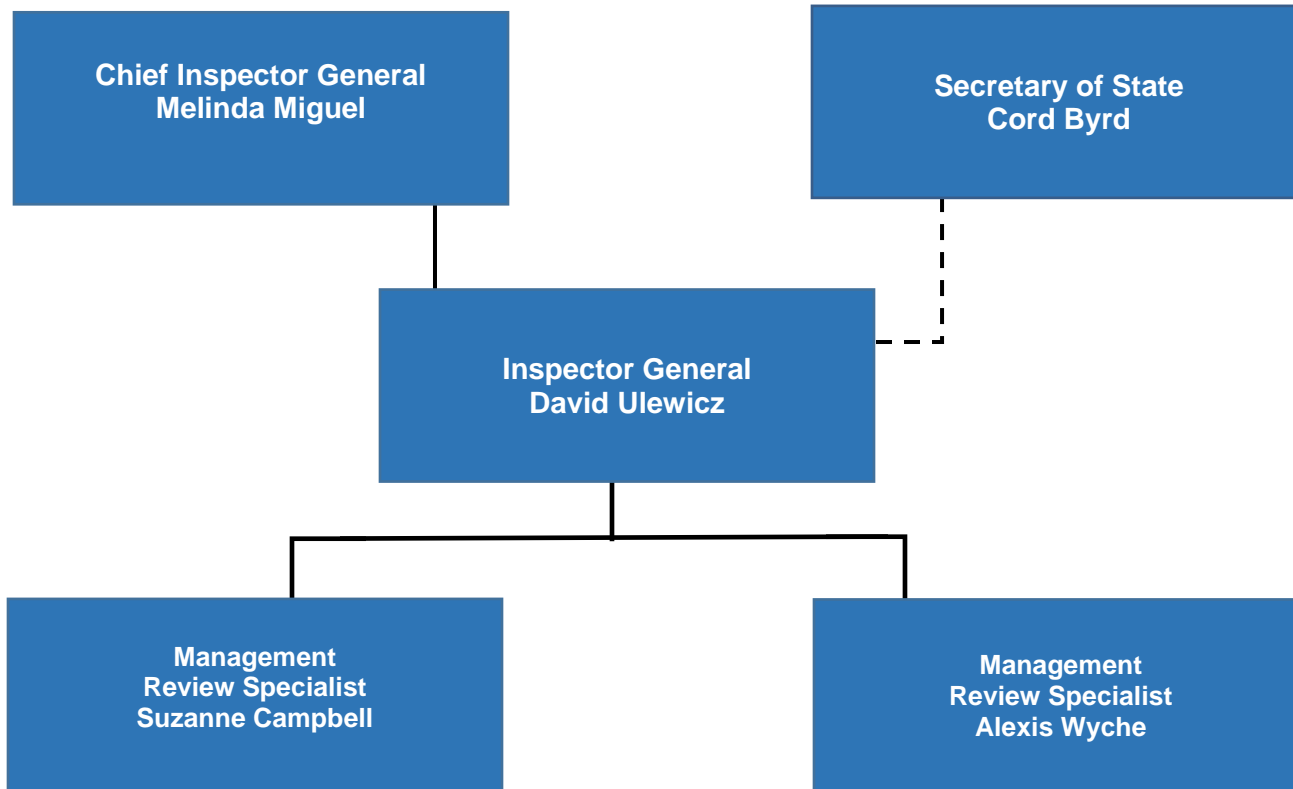 Chief Inspector General
Melinda Miguel
Secretary of State
Cord Byrd
Inspector General
David Ulewicz
Management
Review Specialist
Suzanne Campbell
Management
Review Specialist
Alexis Wyche